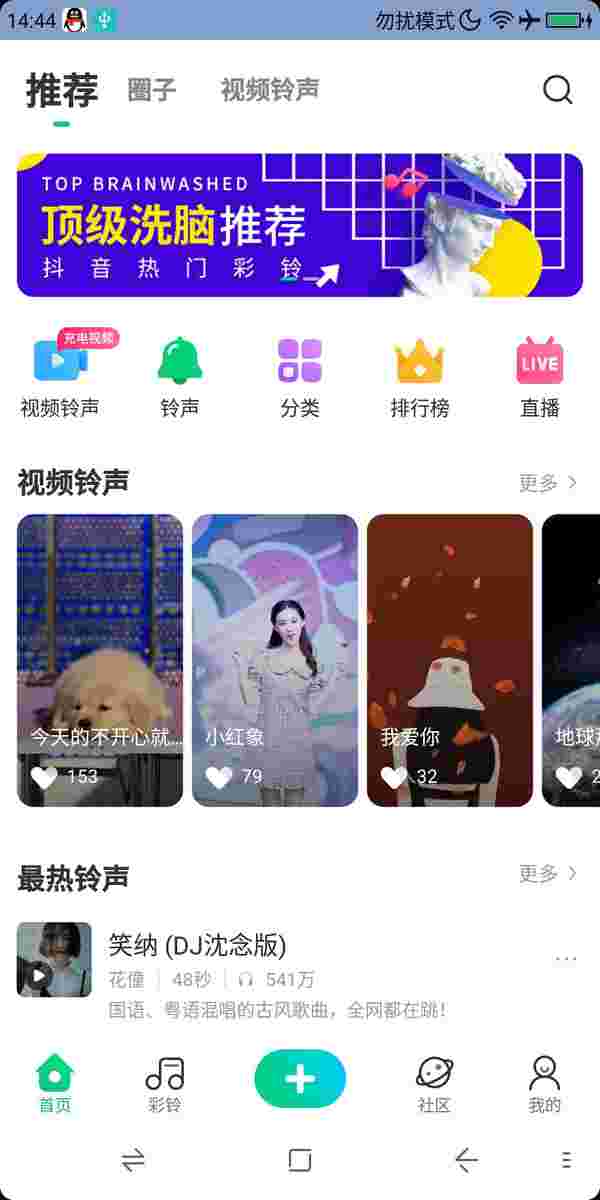 14:44
勿扰模式
推荐
圈子
视频铃声
TOP BRAINWASHED
顶级洗脑推荐
抖音热门彩铃
充电视频
LIVE
视频铃声
铃声
分类
排行榜
直播
视频铃声
更多
今天的不开心就...
153
小红象
79
我爱你
32
最热铃声
更多
笑纳 (DJ沈念版)
花僮 48秒 541万
国语、粤语混唱的古风歌曲，全网都在跳！
首页
彩铃
社区
我的